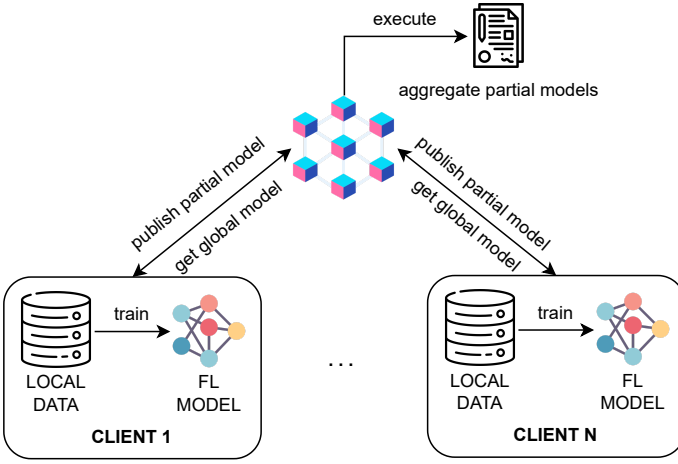 execute
aggregate partial models
publish partial model
get global model
publish partial model
get global model
train
LOCAL
DATA
FL
MODEL
CLIENT 1
...
train
LOCAL
DATA
FL
MODEL
CLIENT N